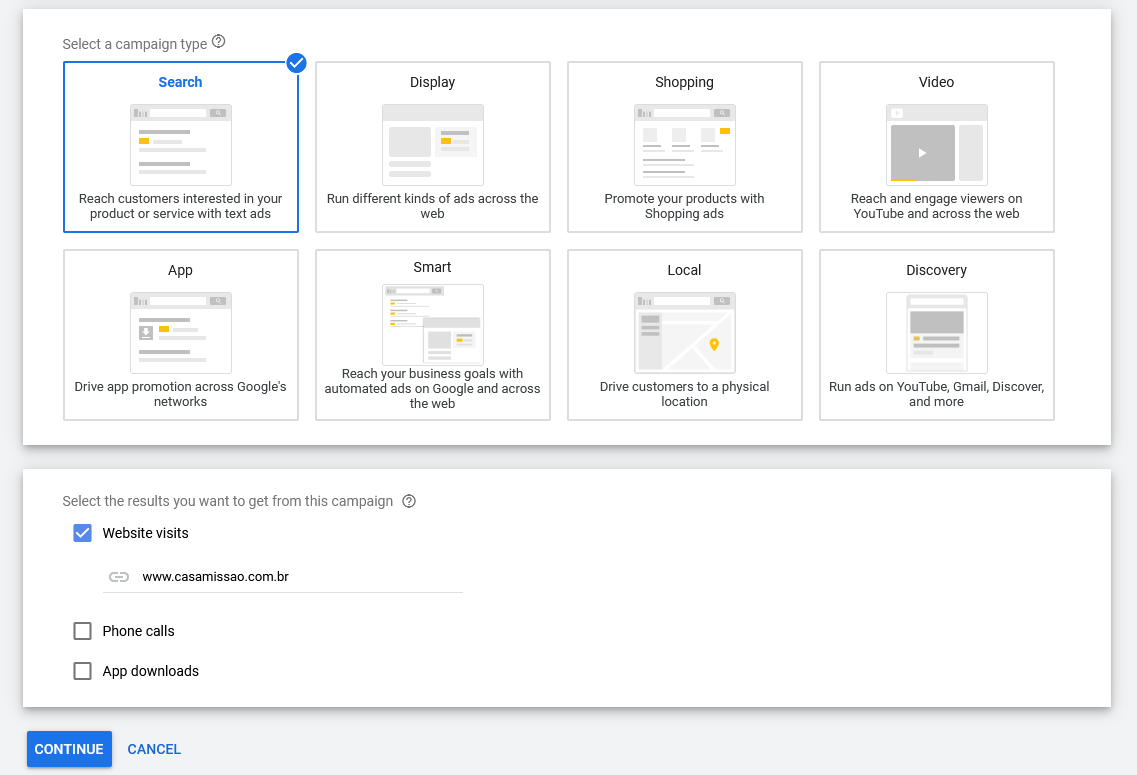 Select a campaign type
Search
Reach customers interested in your
product or service with text ads
Display
Run different kinds of ads across the
web
Shopping
Promote your products with
Shopping ads
Video
Reach and engage viewers on
YouTube and across the web
App
Drive app promotion across Google's
networks
Smart
Reach your business goals with
automated ads on Google and across
the web
Local
Drive customers to a physical
location
Discovery
Run ads on YouTube, Gmail, Discover,
and more
Select the results you want to get from this campaign
Website visits
www.casamissao.com.br
Phone calls
App downloads
CONTINUE CANCEL